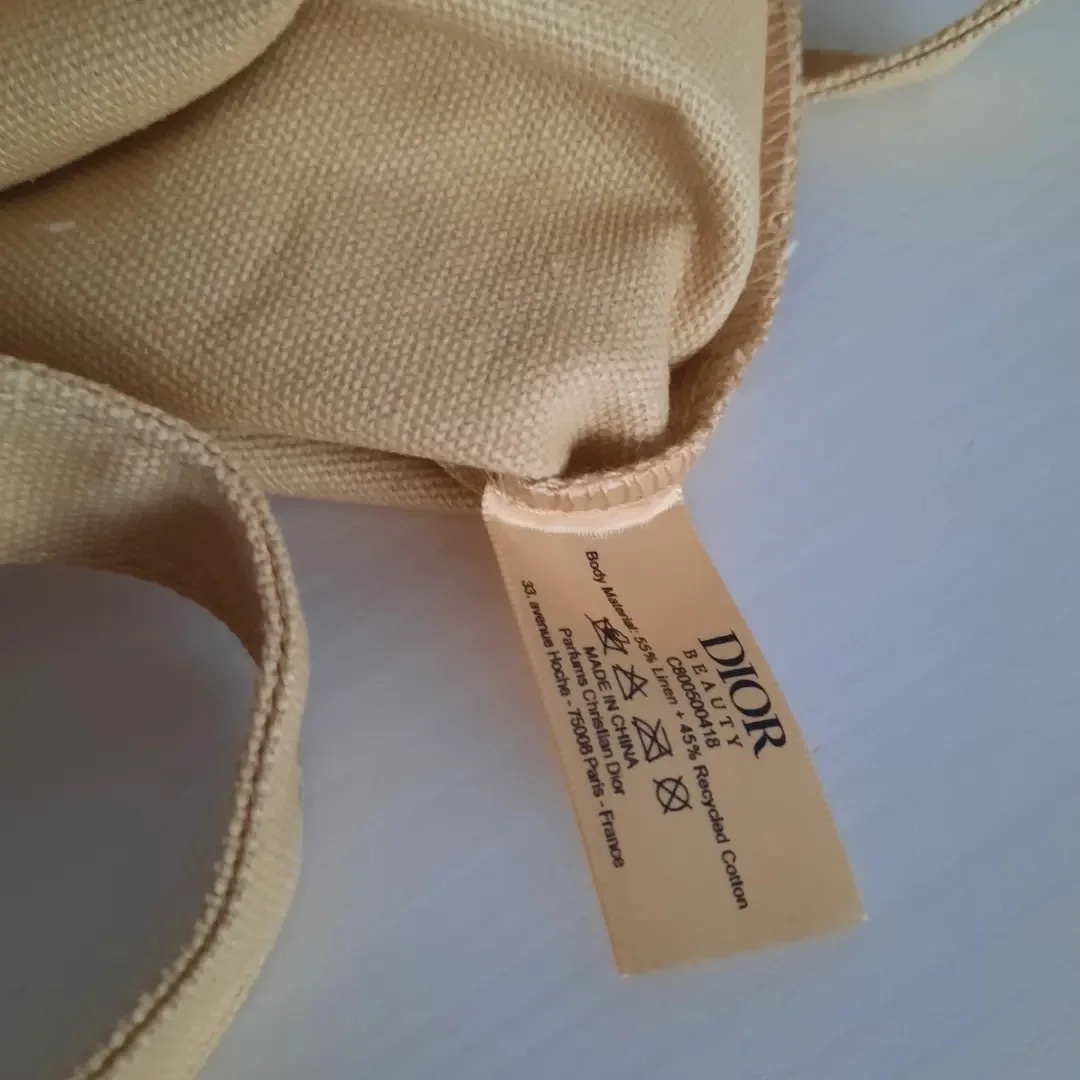 DIOR
BEAUTY
C800500418
Body Material: 55% Linen + 45% Recycled Cotton
MADE IN CHINA
Parfums Christian Dior
33, avenue Hoche - 75008 Paris - France